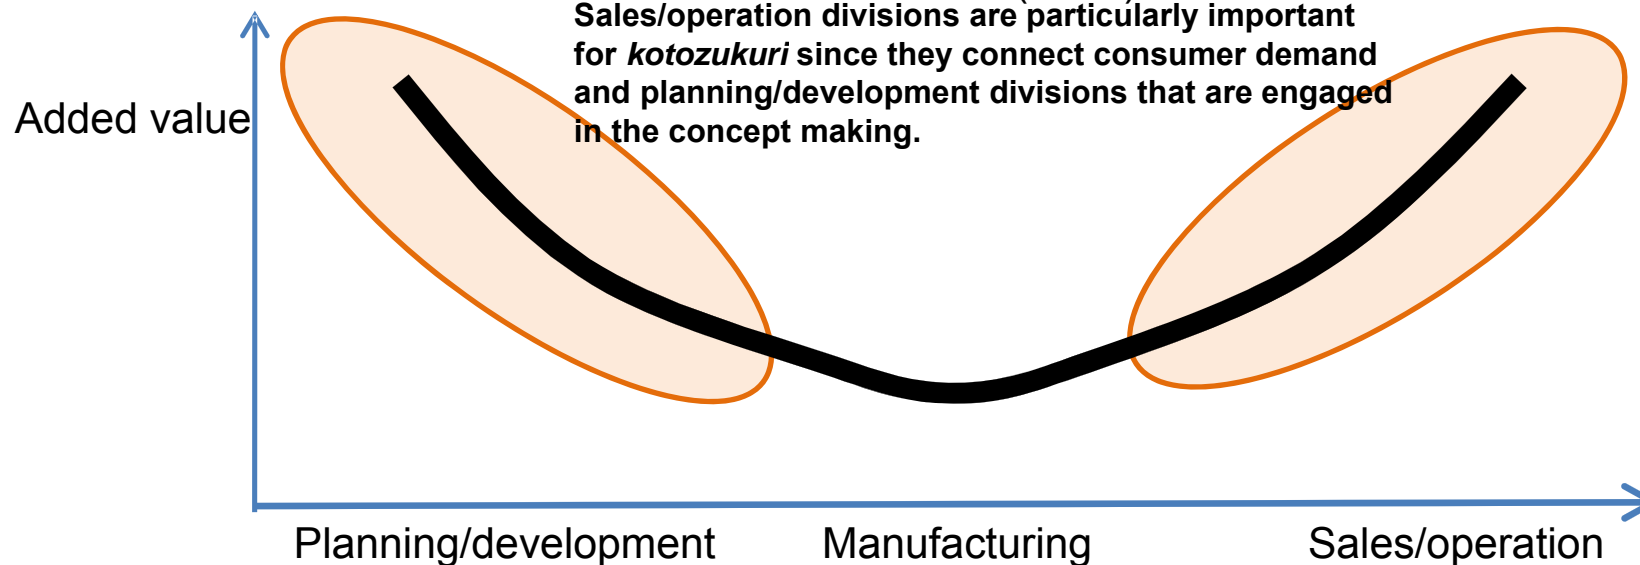 Sales/operation divisions are particularly important
for kotozukuri since they connect consumer demand
and planning/development divisions that are engaged
in the concept making.
Added value
Planning/development
Manufacturing
Sales/operation